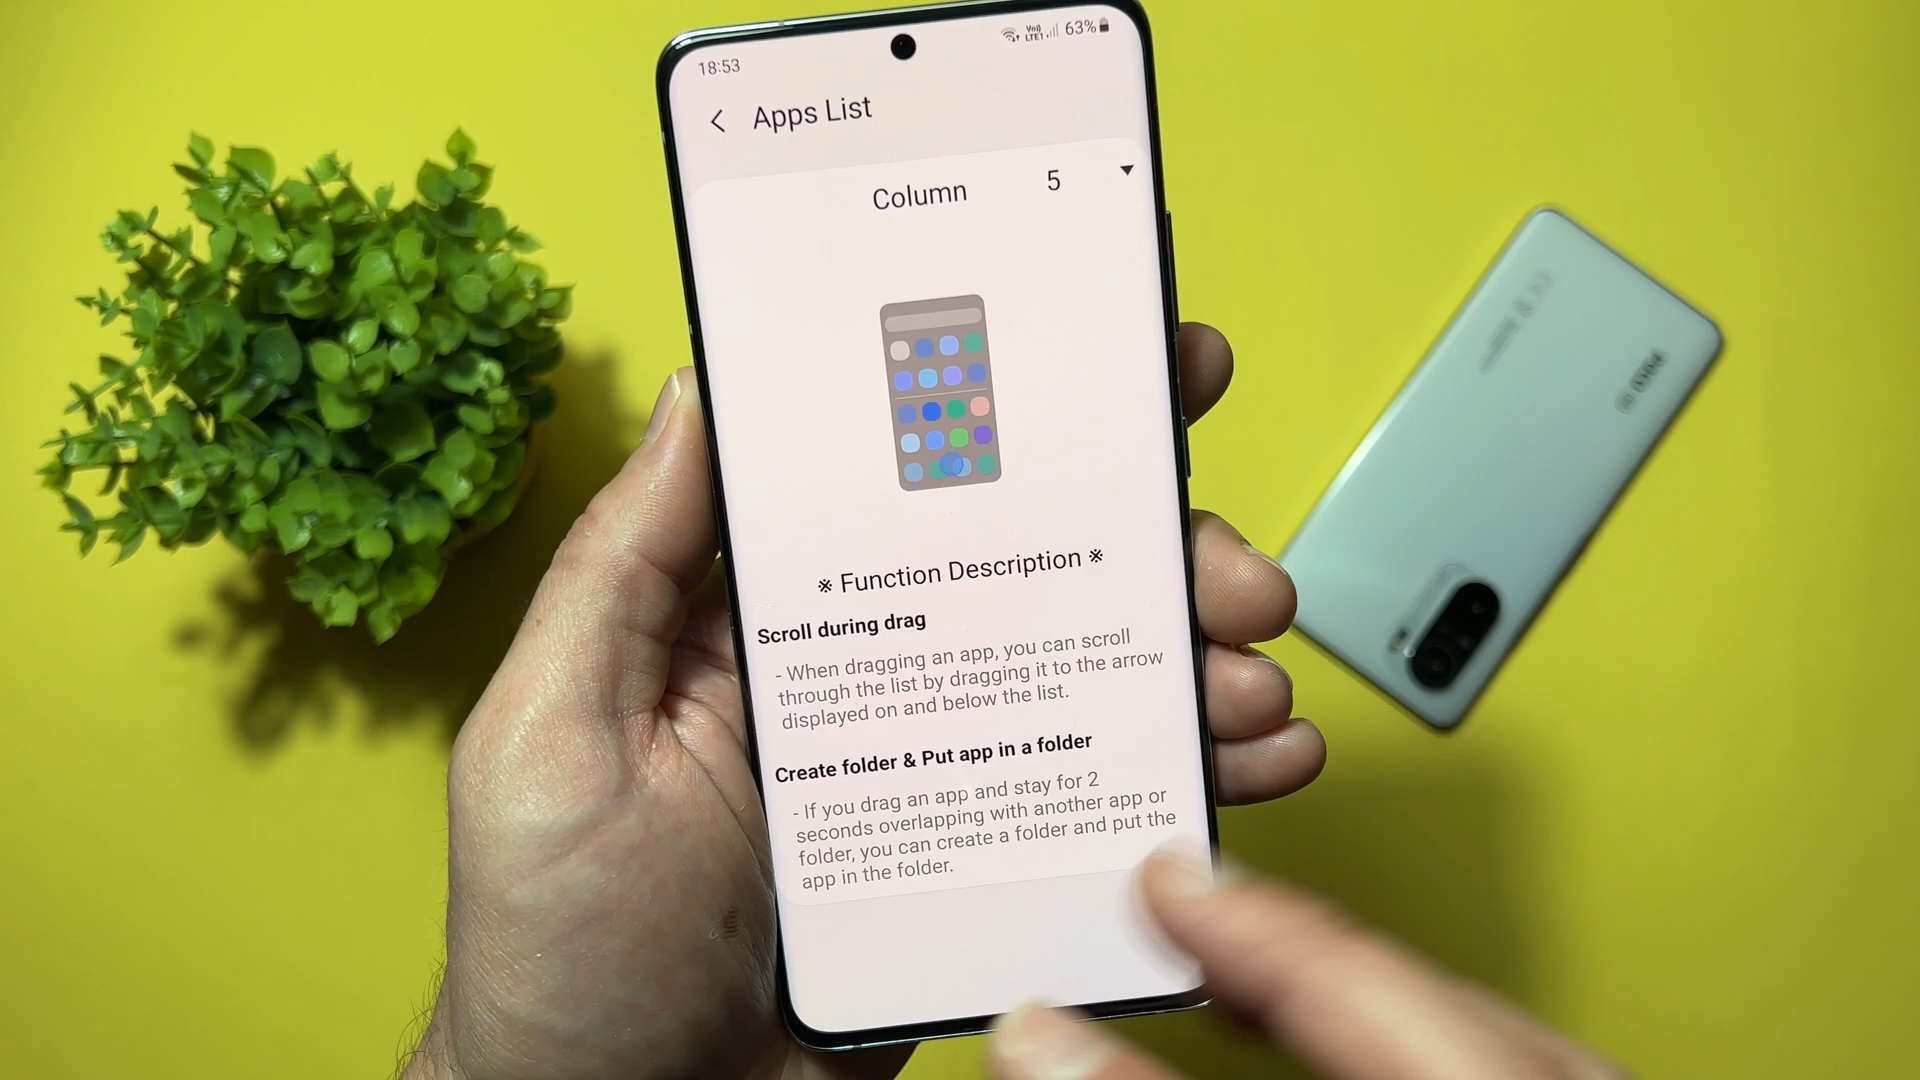 18:53
Vo)) LTE1 63%
Apps List
Column 5
※ Function Description ※
Scroll during drag
- When dragging an app, you can scroll
through the list by dragging it to the arrow
displayed on and below the list.
Create folder & Put app in a folder
- If you drag an app and stay for 2
seconds overlapping with another app or
folder, you can create a folder and put the
app in the folder.
POCO